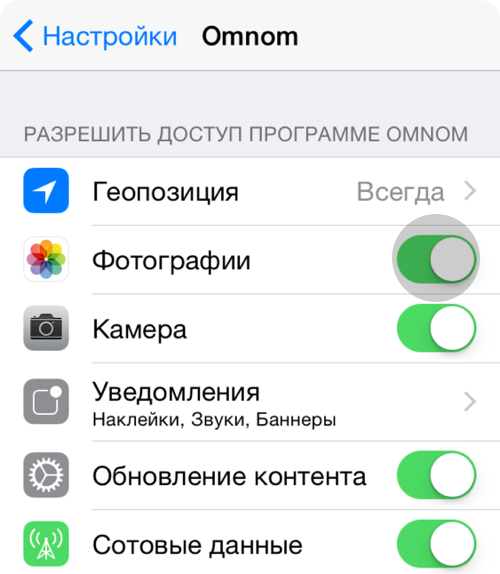 Настройки Omnom
РАЗРЕШИТЬ ДОСТУП ПРОГРАММЕ OMNOM
Геопозиция Всегда
Фотографии
Камера
Уведомления
Наклейки, Звуки, Баннеры
Обновление контента
Сотовые данные